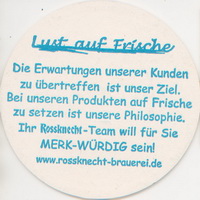 Lust auf Frische
Die Erwartungen unserer Kunden
zu übertreffen ist unser Ziel.
Bei unseren Produkten auf Frische
zu setzen ist unsere Philosophie.
Ihr Rossknecht-Team will für Sie
MERK-WÜRDIG sein!
www.rossknecht-brauerei.de